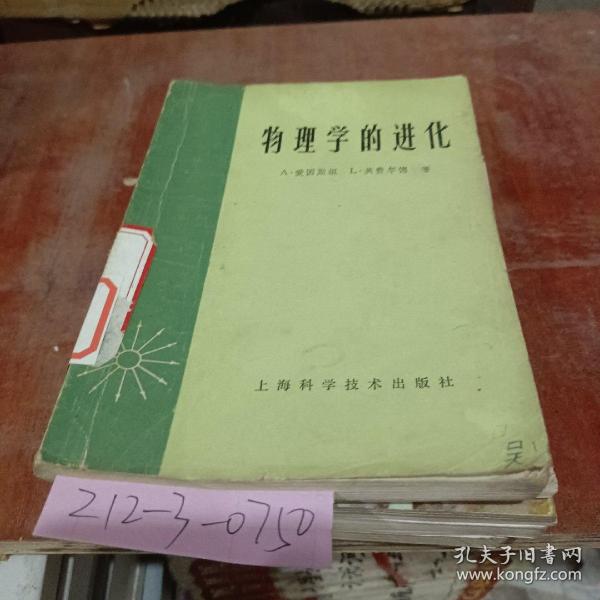 物理学的进化
A·爱因斯坦 L·英费尔德 著
上海科学技术出版社
吴
212-3-0750
孔夫子旧书网
www.kongfz.com